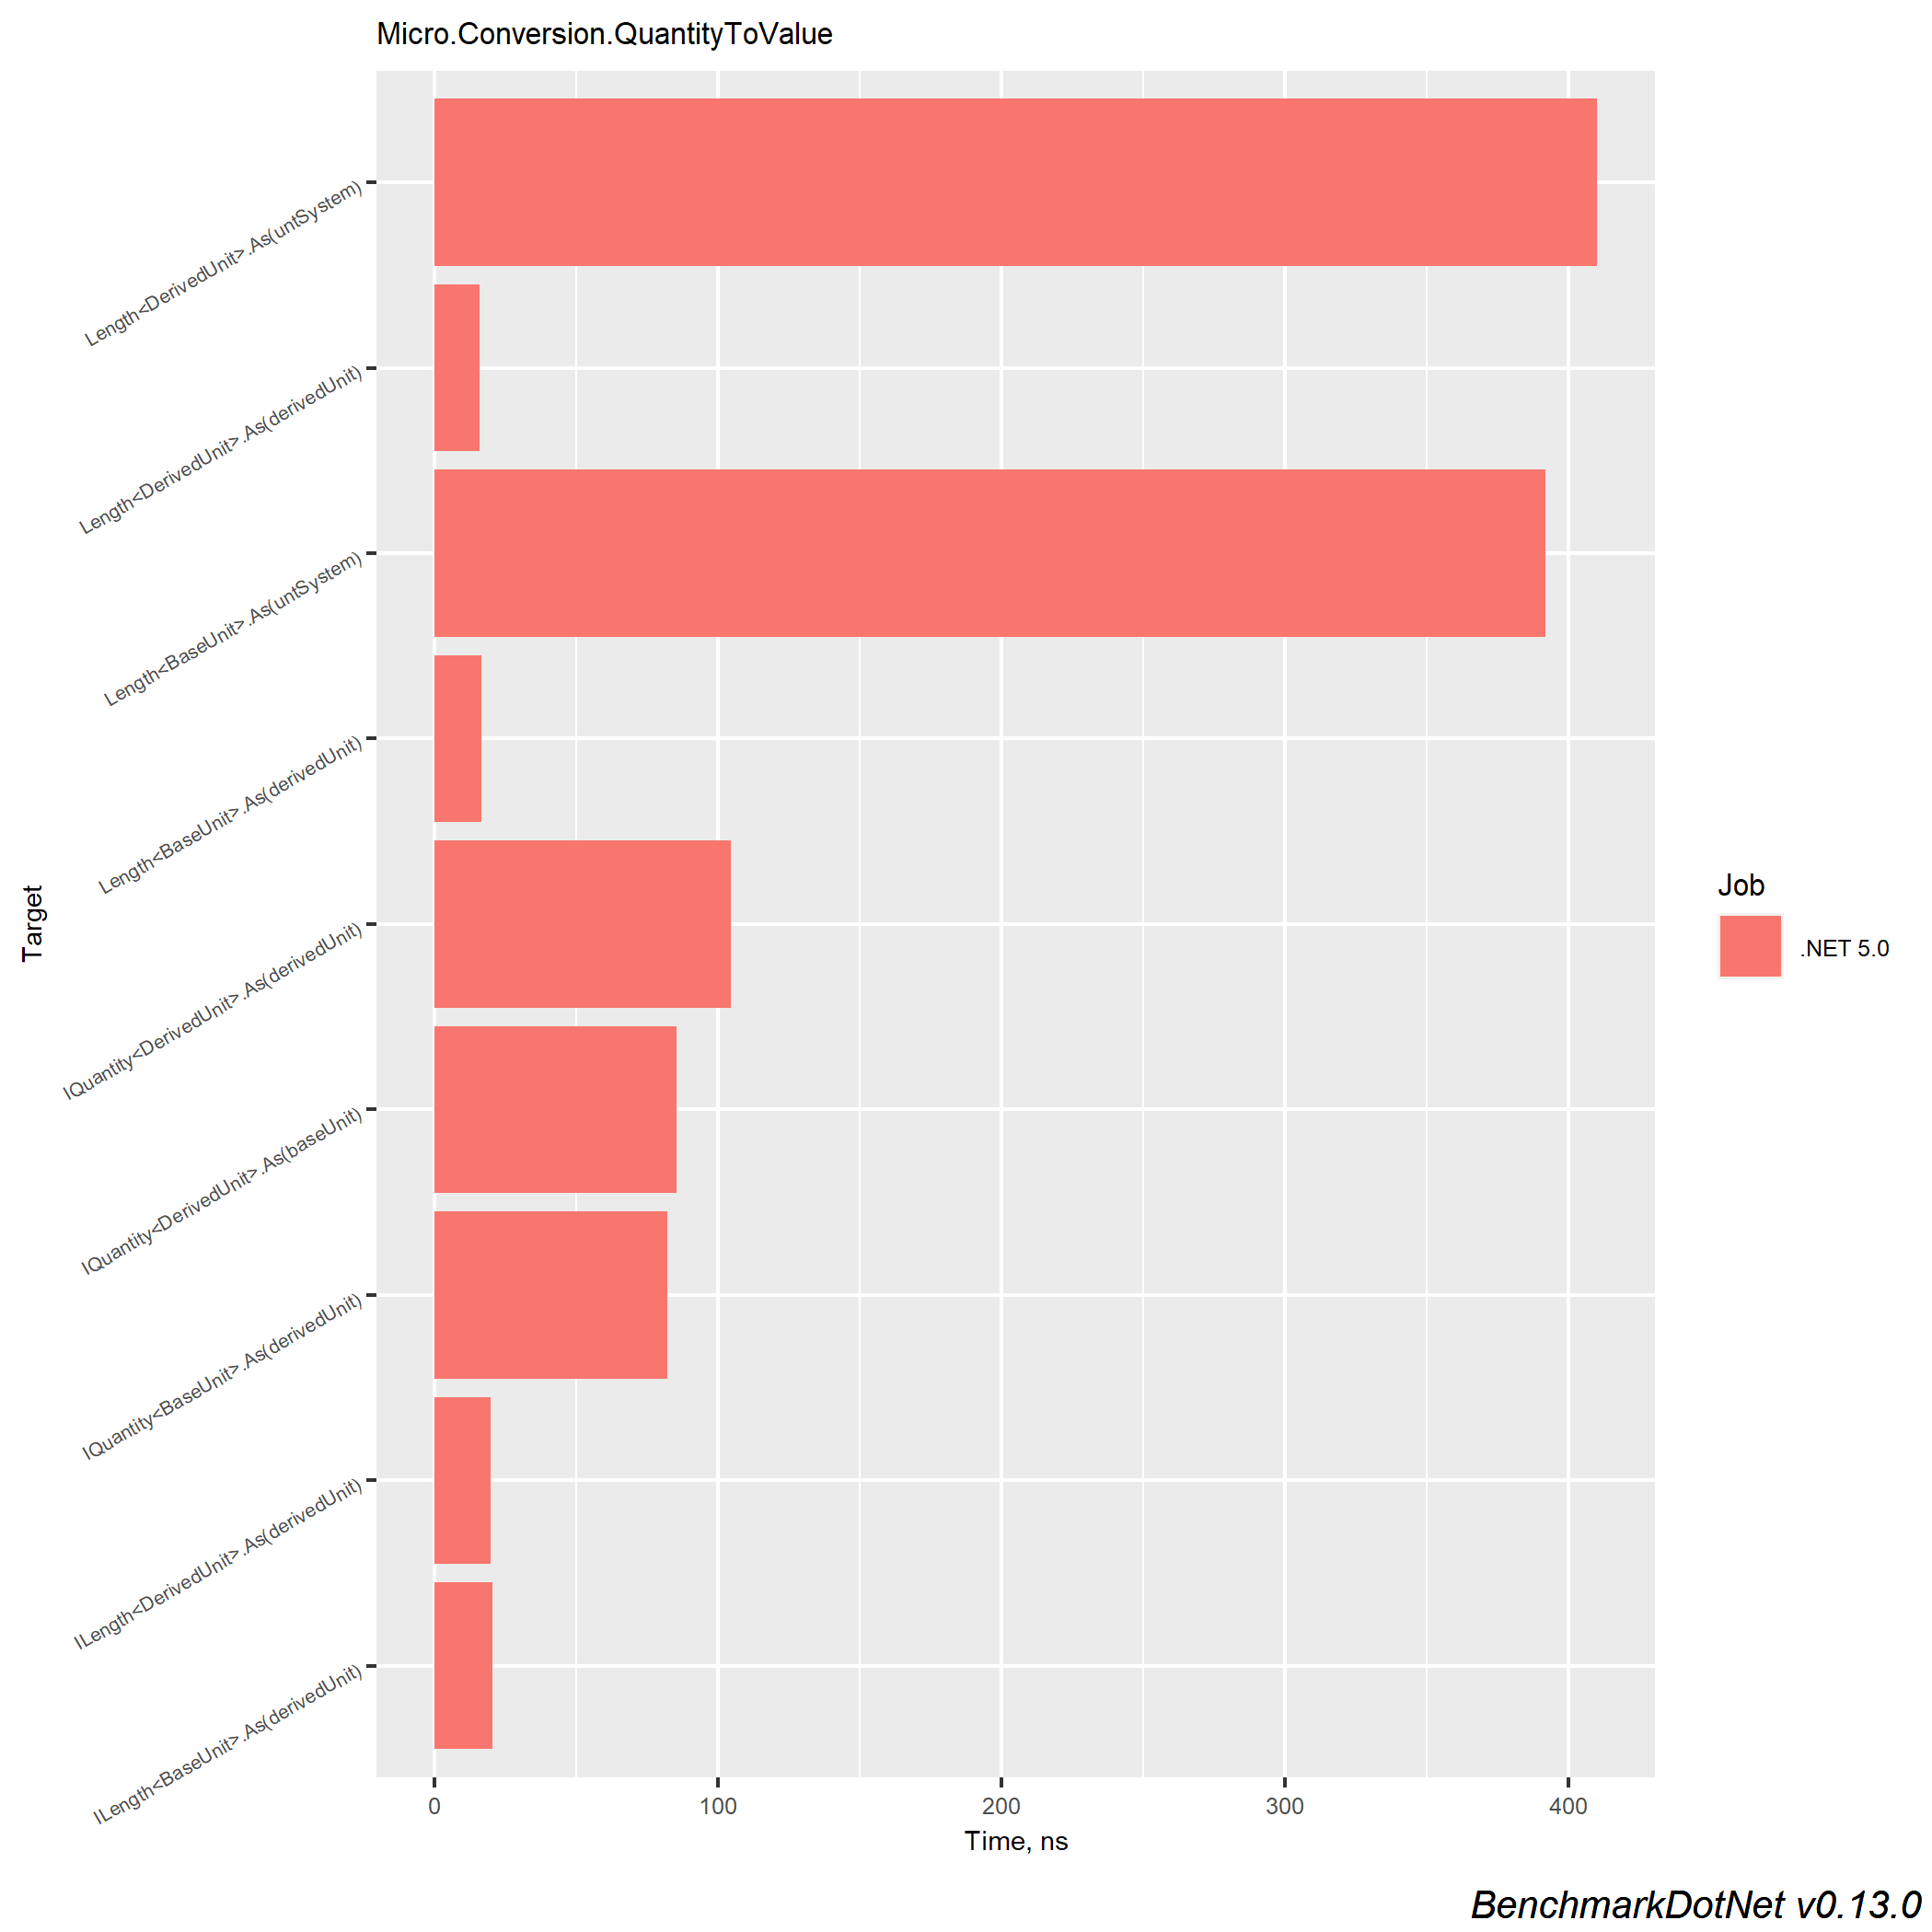 Micro.Conversion.QuantityToValue
Length<DerivedUnit>.As(untSystem)
Length<DerivedUnit>.As(derivedUnit)
Length<BaseUnit>.As(untSystem)
Length<BaseUnit>.As(derivedUnit)
IQuantity<DerivedUnit>.As(derivedUnit)
IQuantity<DerivedUnit>.As(baseUnit)
IQuantity<BaseUnit>.As(derivedUnit)
ILength<DerivedUnit>.As(derivedUnit)
ILength<BaseUnit>.As(derivedUnit)
Target
0 100 200 300 400
Time, ns
Job
.NET 5.0
BenchmarkDotNet v0.13.0